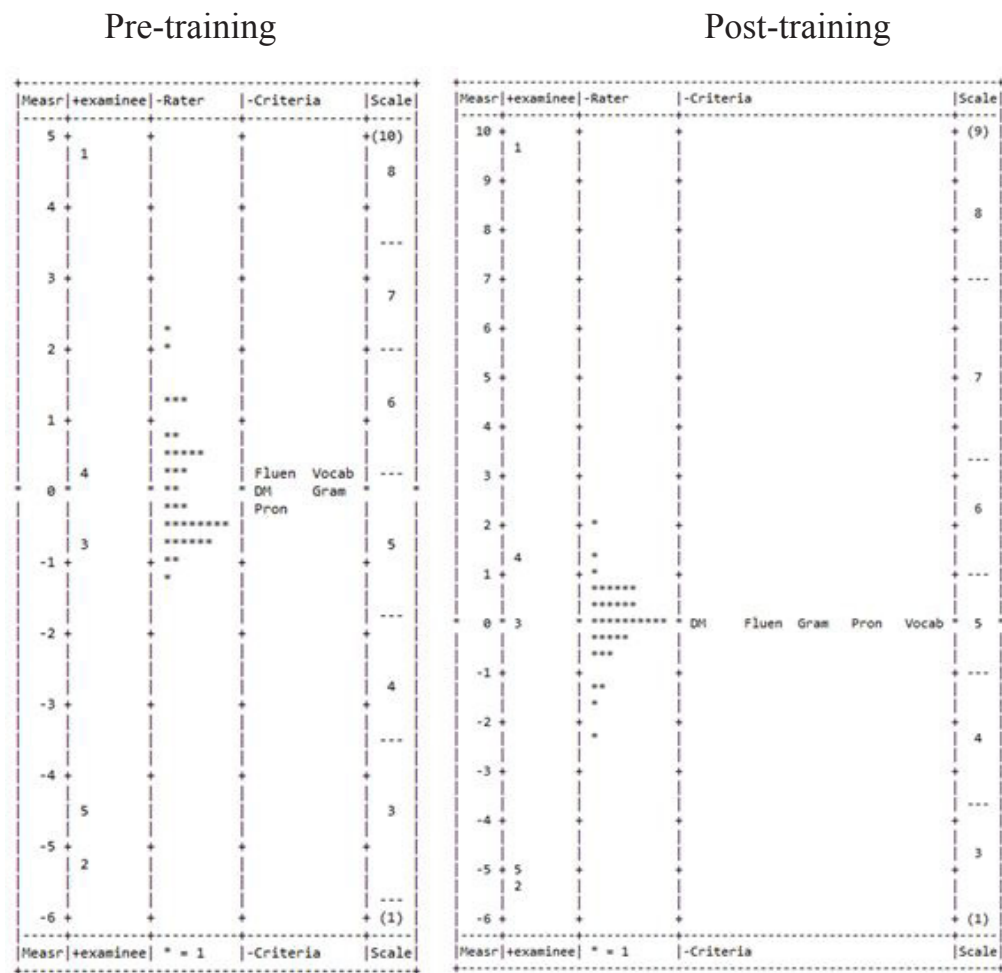 Pre-training
Measr|+examinee|-Rater |-Criteria |Scale
5 + + + +(10)
1
8
4 + + +
---
3 + + +
7
*
2 + + * + + ---
***
6
1 + + +
**
*****
4 *** Fluen Vocab ---
* 0 * * ** * DM Gram * *
*** Pron
********
3 ****** 5
-1 + + ** + +
*
---
-2 + + + +
4
-3 + + + +
---
-4 + + + +
5 3
-5 + + + +
2
---
-6 + + + + (1)
Measr|+examinee| * = 1 |-Criteria |Scale
Post-training
Measr|+examinee|-Rater |-Criteria |Scale
10 + + + + (9)
1
9 + + + +
8
8 + + + +
7 + + + + ---
6 + + + +
5 + + + + 7
4 + + + +
3 + + + + ---
6
2 + + * + +
4 *
1 + + * + + ---
******
******
* 0 * 3 * ********** * DM Fluen Gram Pron Vocab * 5 *
*****
***
-1 + + + + ---
**
*
-2 + + + +
* 4
-3 + + + +
---
-4 + + + +
3
-5 + 5 + + +
2
-6 + + + + (1)
Measr|+examinee| * = 1 |-Criteria |Scale